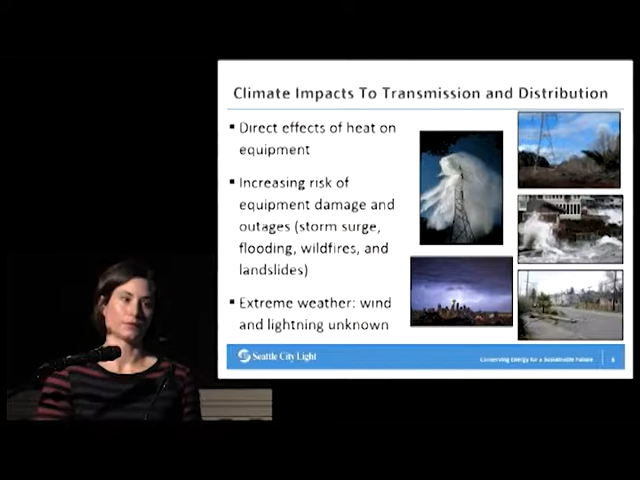 Climate Impacts To Transmission and Distribution
▪ Direct effects of heat on
equipment
▪ Increasing risk of
equipment damage and
outages (storm surge,
flooding, wildfires, and
landslides)
▪ Extreme weather: wind
and lightning unknown
Seattle City Light
Conserving Energy for a Sustainable Future